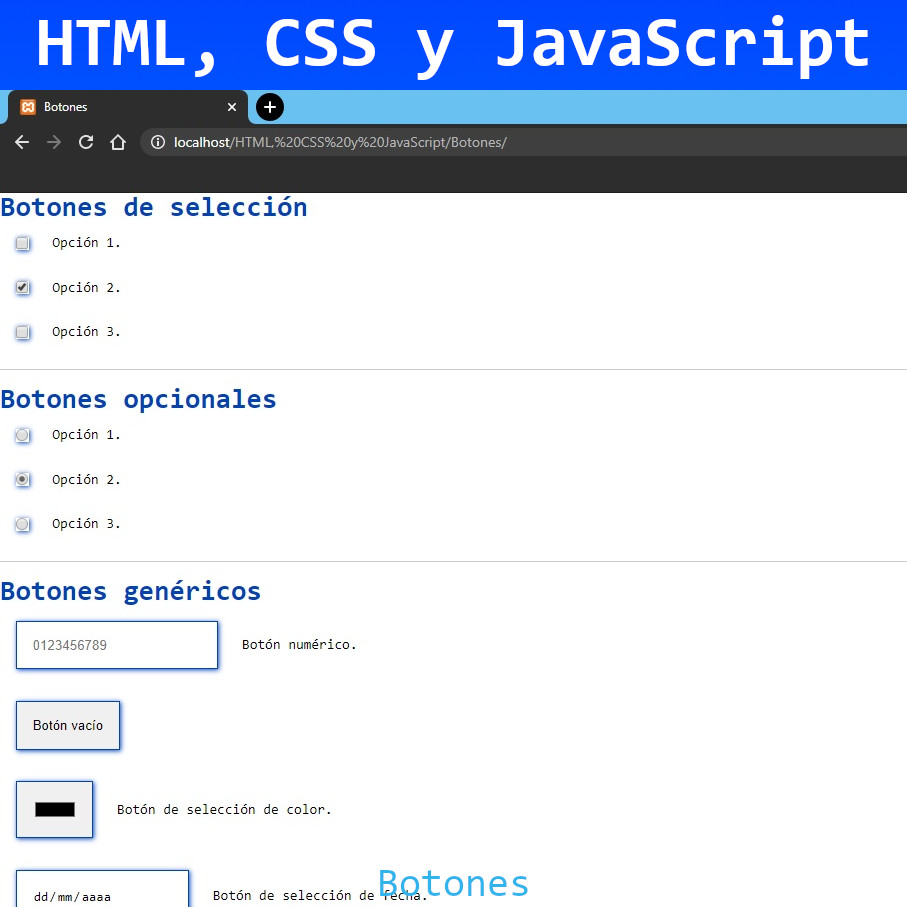 HTML, CSS y JavaScript
Botones
localhost/HTML,%20CSS%20y%20JavaScript/Botones/
Botones de selección
Opción 1.
Opción 2.
Opción 3.
Botones opcionales
Opción 1.
Opción 2.
Opción 3.
Botones genéricos
0123456789 Botón numérico.
Botón vacío
Botón de selección de color.
dd/mm/aaaa Botón de selección de fecha.
Botones